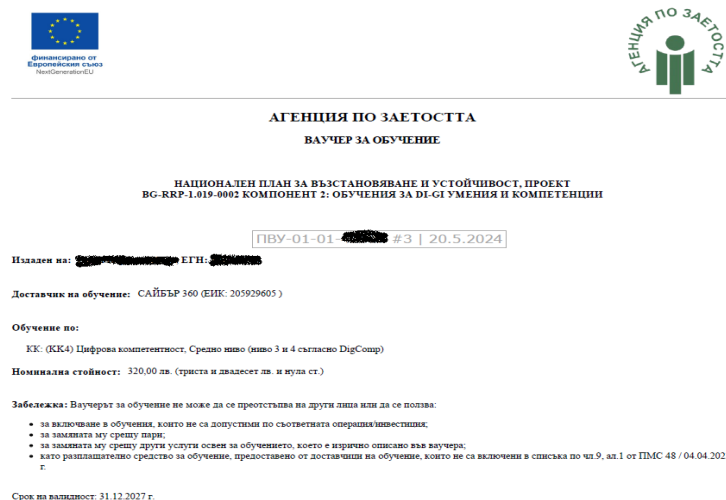 финансирано от
Европейския съюз
NextGenerationEU
АГЕНЦИЯ ПО ЗАЕТОСТТА
АГЕНЦИЯ ПО ЗАЕТОСТТА
ВАУЧЕР ЗА ОБУЧЕНИЕ
НАЦИОНАЛЕН ПЛАН ЗА ВЪЗСТАНОВЯВАНЕ И УСТОЙЧИВОСТ, ПРОЕКТ
BG-RRP-1.019-0002 КОМПОНЕНТ 2: ОБУЧЕНИЯ ЗА DI-GI УМЕНИЯ И КОМПЕТЕНЦИИ
ПВУ-01-01- #3 | 20.5.2024
Издаден на: ЕГН:
Доставчик на обучение: САЙБЪР 360 (ЕИК: 205929605 )
Обучение по:
КК: (КК4) Цифрова компетентност, Средно ниво (ниво 3 и 4 съгласно DigComp)
Номинална стойност: 320,00 лв. (триста и двадесет лв. и нула ст.)
Забележка: Ваучерът за обучение не може да се преотстъпва на други лица или да се ползва:
• за включване в обучения, които не са допустими по съответната операция/инвестиция;
• за замяната му срещу пари;
• за замяната му срещу други услуги освен за обучението, което е изрично описано във ваучера;
• като разплащателно средство за обучение, предоставено от доставчици на обучение, които не са включени в списъка по чл.9, ал.1 от ПМС 48 / 04.04.202
г.
Срок на валидност: 31.12.2027 г.